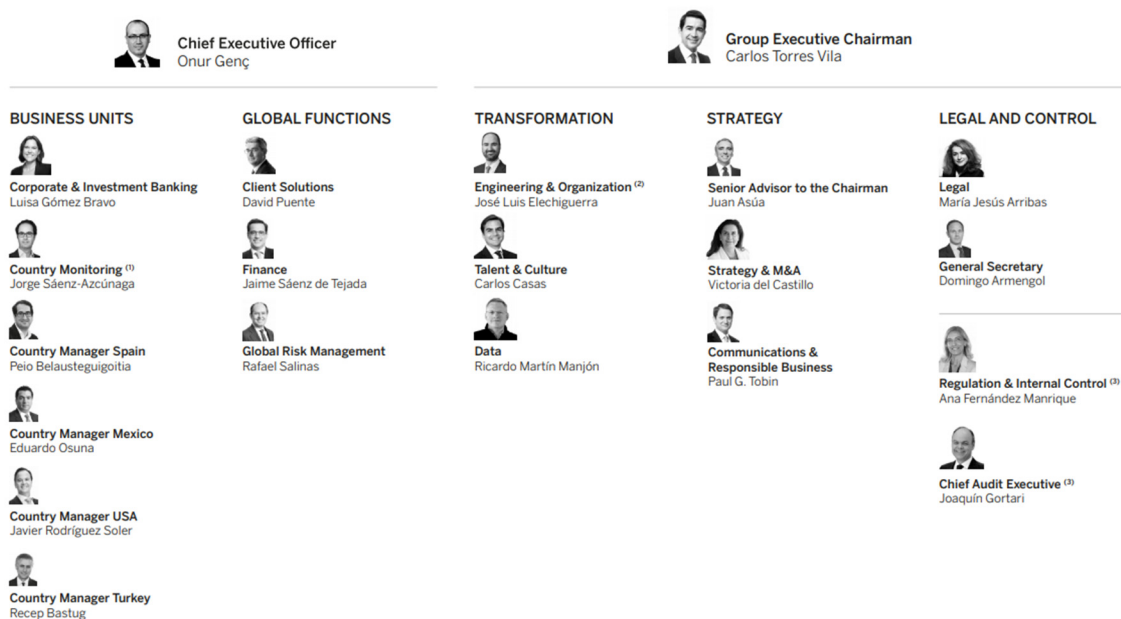 Chief Executive Officer
Onur Genç
Group Executive Chairman
Carlos Torres Vila
BUSINESS UNITS
Corporate & Investment Banking
Luisa Gómez Bravo
Country Monitoring (1)
Jorge Sáenz-Azcúnaga
Country Manager Spain
Peio Belausteguigoitia
Country Manager Mexico
Eduardo Osuna
Country Manager USA
Javier Rodríguez Soler
Country Manager Turkey
Recep Bastug
GLOBAL FUNCTIONS
Client Solutions
David Puente
Finance
Jaime Sáenz de Tejada
Global Risk Management
Rafael Salinas
TRANSFORMATION
Engineering & Organization (2)
José Luis Elechiguerra
Talent & Culture
Carlos Casas
Data
Ricardo Martín Manjón
STRATEGY
Senior Advisor to the Chairman
Juan Asúa
Strategy & M&A
Victoria del Castillo
Communications &
Responsible Business
Paul G. Tobin
LEGAL AND CONTROL
Legal
María Jesús Arribas
General Secretary
Domingo Armengol
Regulation & Internal Control (3)
Ana Fernández Manrique
Chief Audit Executive (3)
Joaquín Gortari